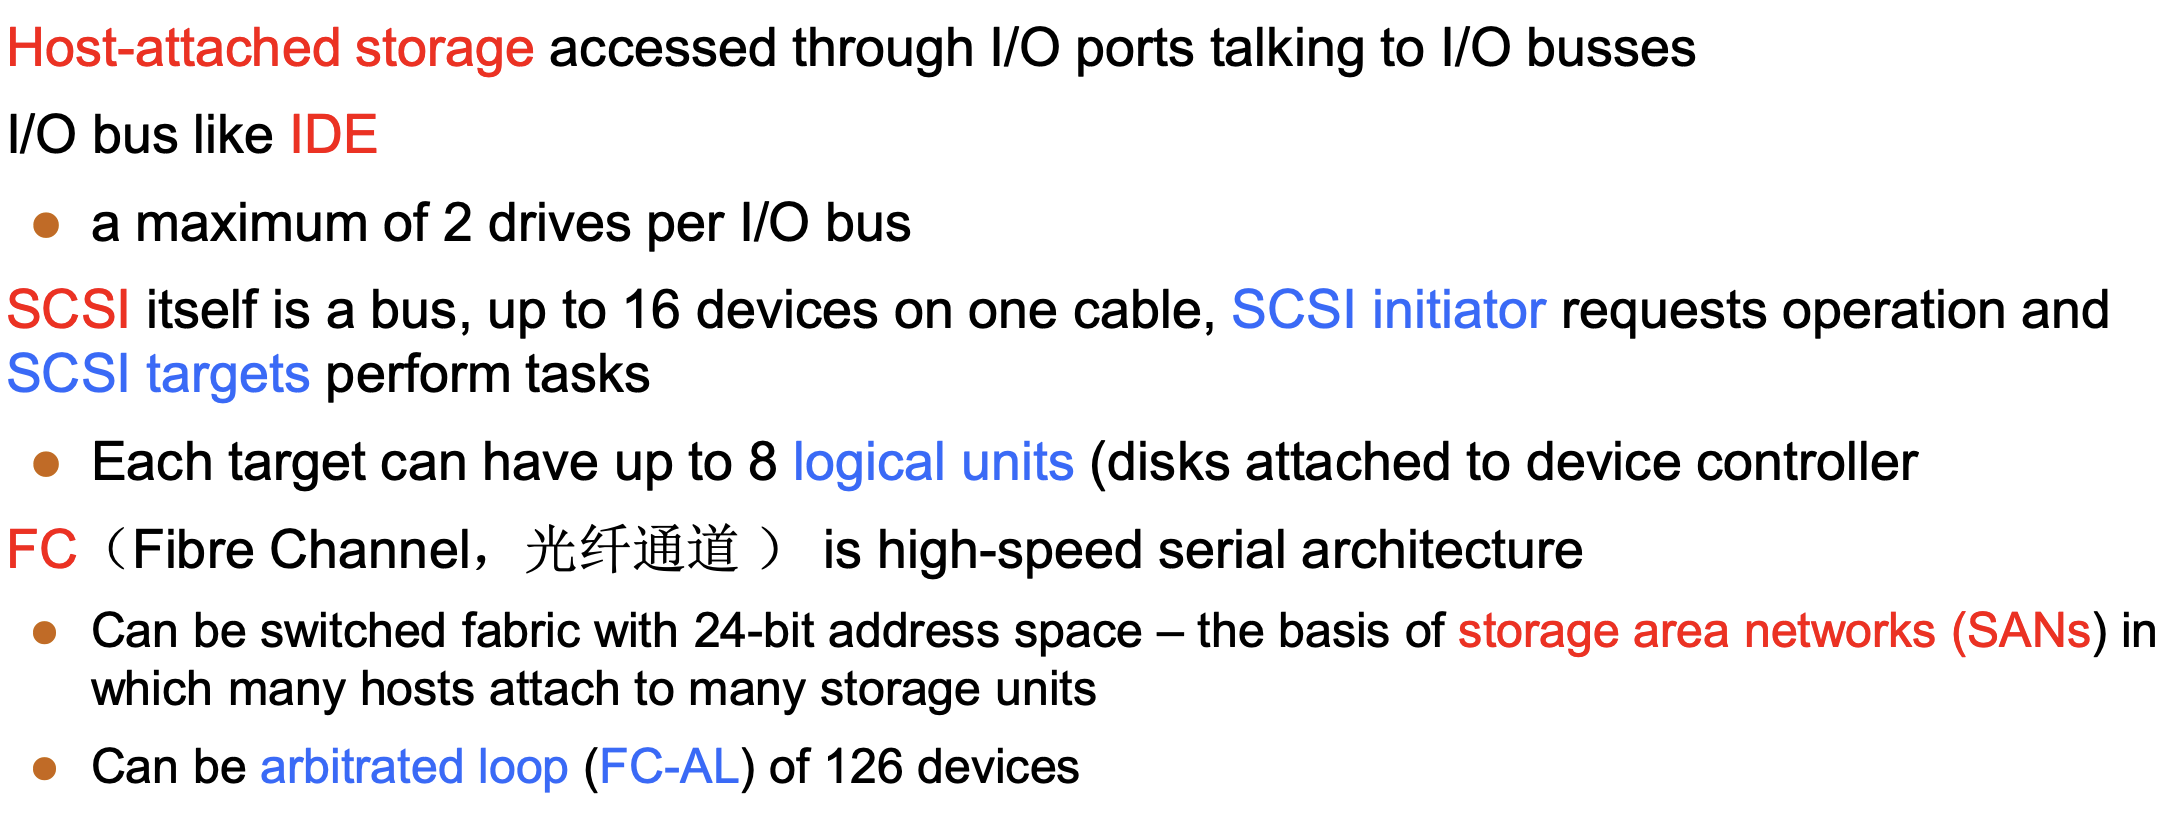 Host-attached storage accessed through I/O ports talking to I/O busses
I/O bus like IDE
● a maximum of 2 drives per I/O bus
SCSI itself is a bus, up to 16 devices on one cable, SCSI initiator requests operation and
SCSI targets perform tasks
● Each target can have up to 8 logical units (disks attached to device controller
FC（Fibre Channel，光纤通道 ） is high-speed serial architecture
● Can be switched fabric with 24-bit address space – the basis of storage area networks (SANs) in
which many hosts attach to many storage units
● Can be arbitrated loop (FC-AL) of 126 devices